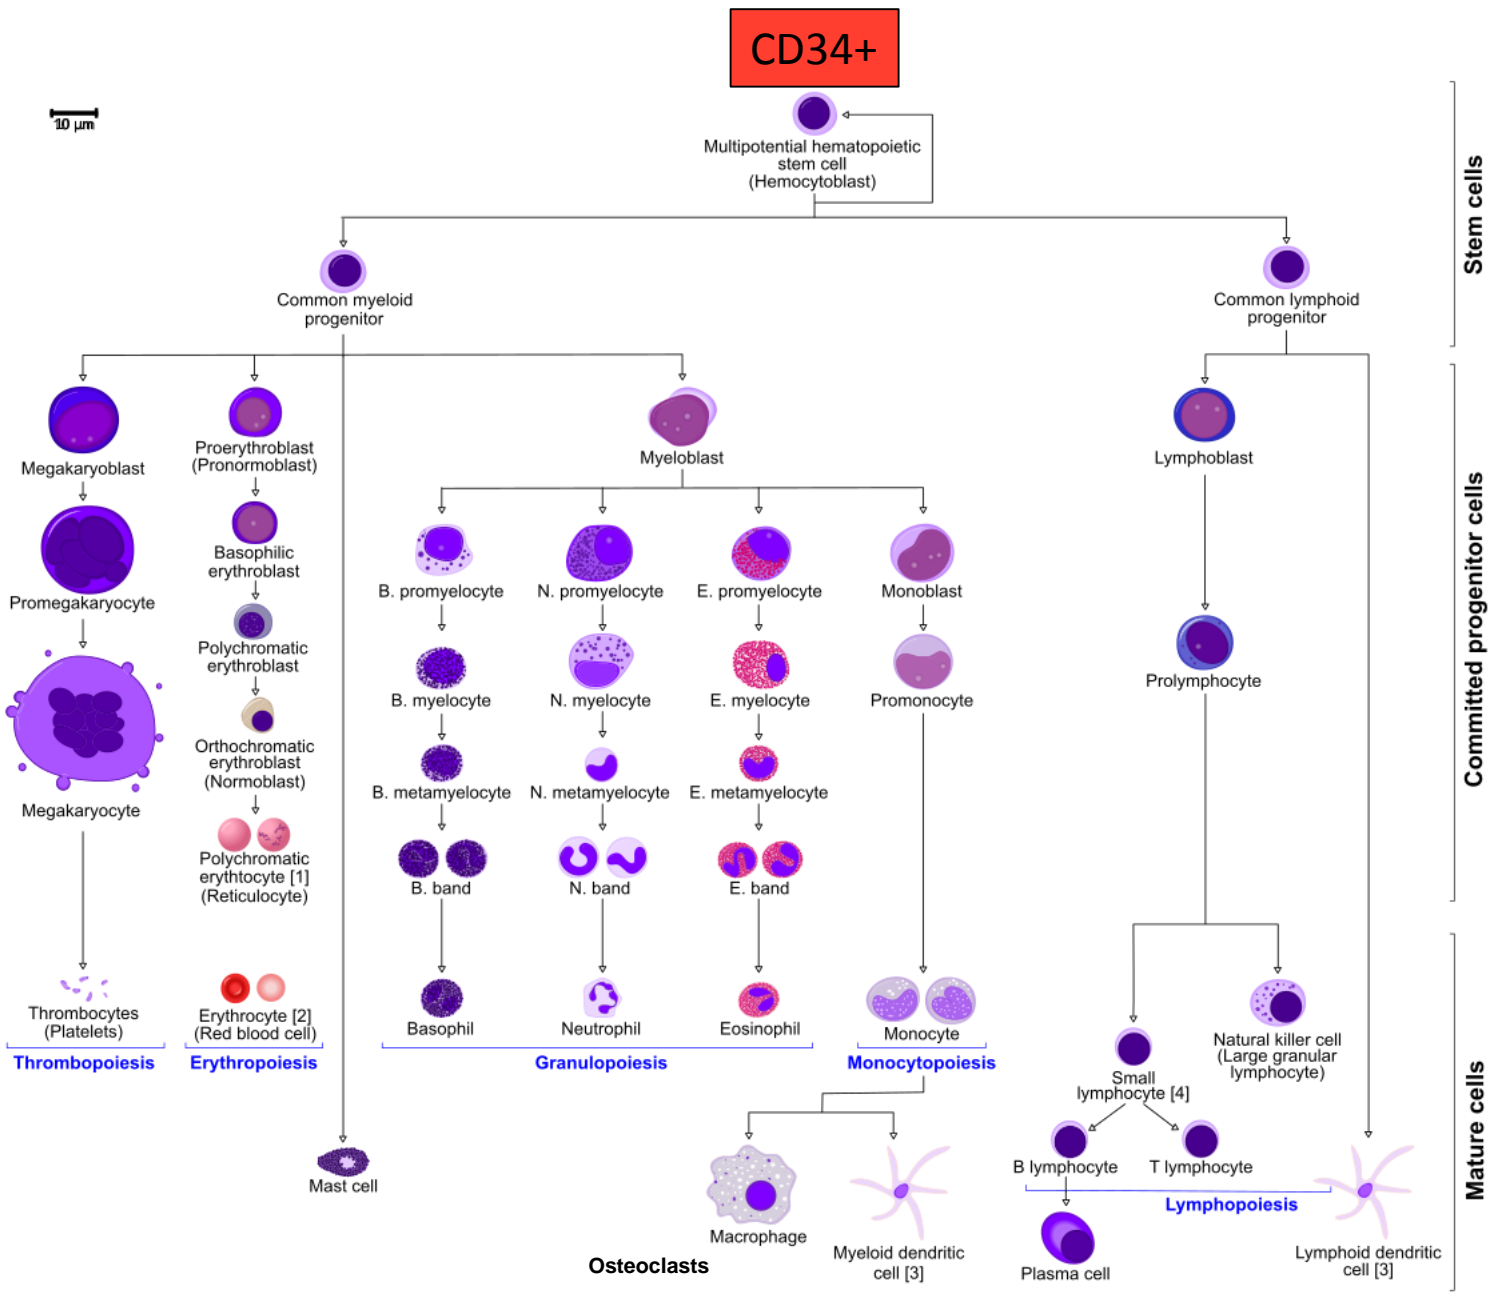 CD34+
10 µm
Multipotential hematopoietic
stem cell
(Hemocytoblast)
Stem cells
Common myeloid
progenitor
Common lymphoid
progenitor
Committed progenitor cells
Megakaryoblast
Proerythroblast
(Pronormoblast)
Myeloblast
Lymphoblast
Promegakaryocyte
Basophilic
erythroblast
B. promyelocyte
N. promyelocyte
E. promyelocyte
Monoblast
Polychromatic
erythroblast
B. myelocyte
N. myelocyte
E. myelocyte
Promonocyte
Prolymphocyte
Megakaryocyte
Orthochromatic
erythroblast
(Normoblast)
B. metamyelocyte
N. metamyelocyte
E. metamyelocyte
Polychromatic
erythtocyte [1]
(Reticulocyte)
B. band
N. band
E. band
Mature cells
Thrombocytes
(Platelets)
Erythrocyte [2]
(Red blood cell)
Basophil
Neutrophil
Eosinophil
Monocyte
Natural killer cell
(Large granular
lymphocyte)
Small
lymphocyte [4]
Thrombopoiesis
Erythropoiesis
Granulopoiesis
Monocytopoiesis
B lymphocyte
T lymphocyte
Mast cell
Lymphopoiesis
Macrophage
Osteoclasts
Myeloid dendritic
cell [3]
Plasma cell
Lymphoid dendritic
cell [3]